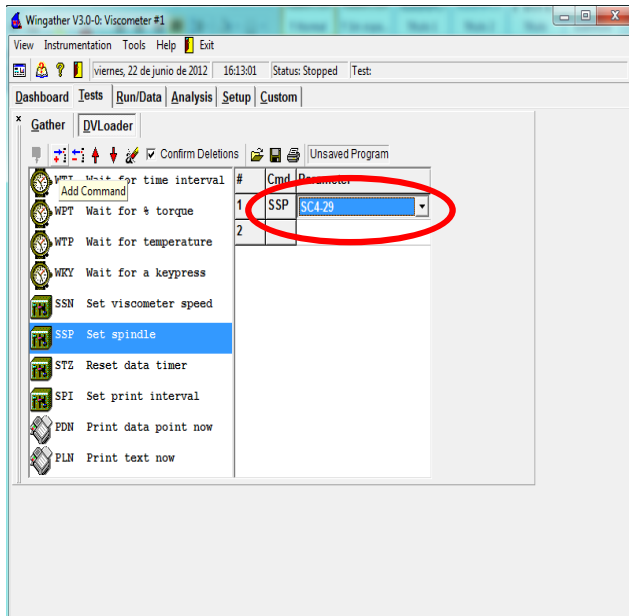 Wingather V3.0-0: Viscometer #1
View Instrumentation Tools Help Exit
viernes, 22 de junio de 2012 16:13:01 Status: Stopped Test:
Dashboard Tests Run/Data Analysis Setup Custom
x
Gather DVLoader
Confirm Deletions Unsaved Program
WTI Wait for time interval # Cmd Parameter
Add Command
1 SSP SC4-29
WPT Wait for % torque
2
WTP Wait for temperature
WKY Wait for a keypress
SSN Set viscometer speed
SSP Set spindle
STZ Reset data timer
SPI Set print interval
PDN Print data point now
PLN Print text now